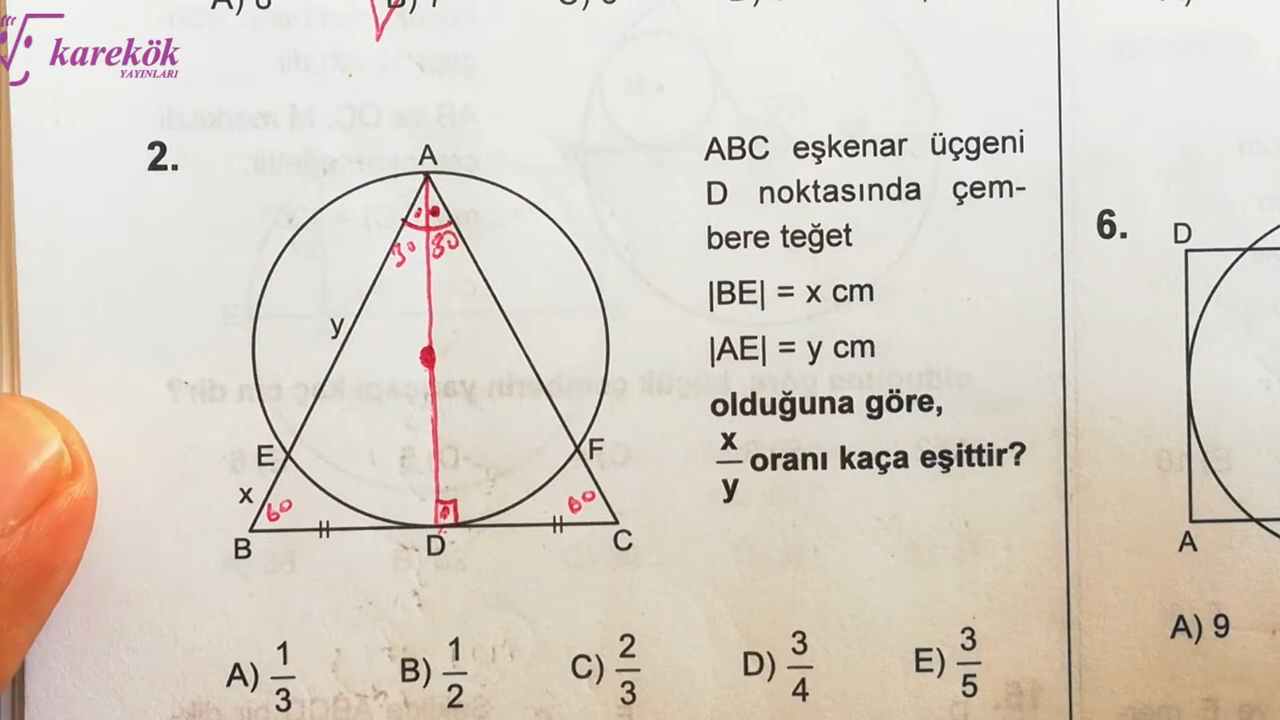 karekök
YAYINLARI
2.
A
30 30
y
E
F
x
60
60
B
D
C
ABC eşkenar üçgeni
D noktasında çem-
bere teğet
|BE| = x cm
|AE| = y cm
olduğuna göre,
x/y oranı kaça eşittir?
A) 1/3 B) 1/2 C) 2/3 D) 3/4 E) 3/5
6.
D
A
A) 9